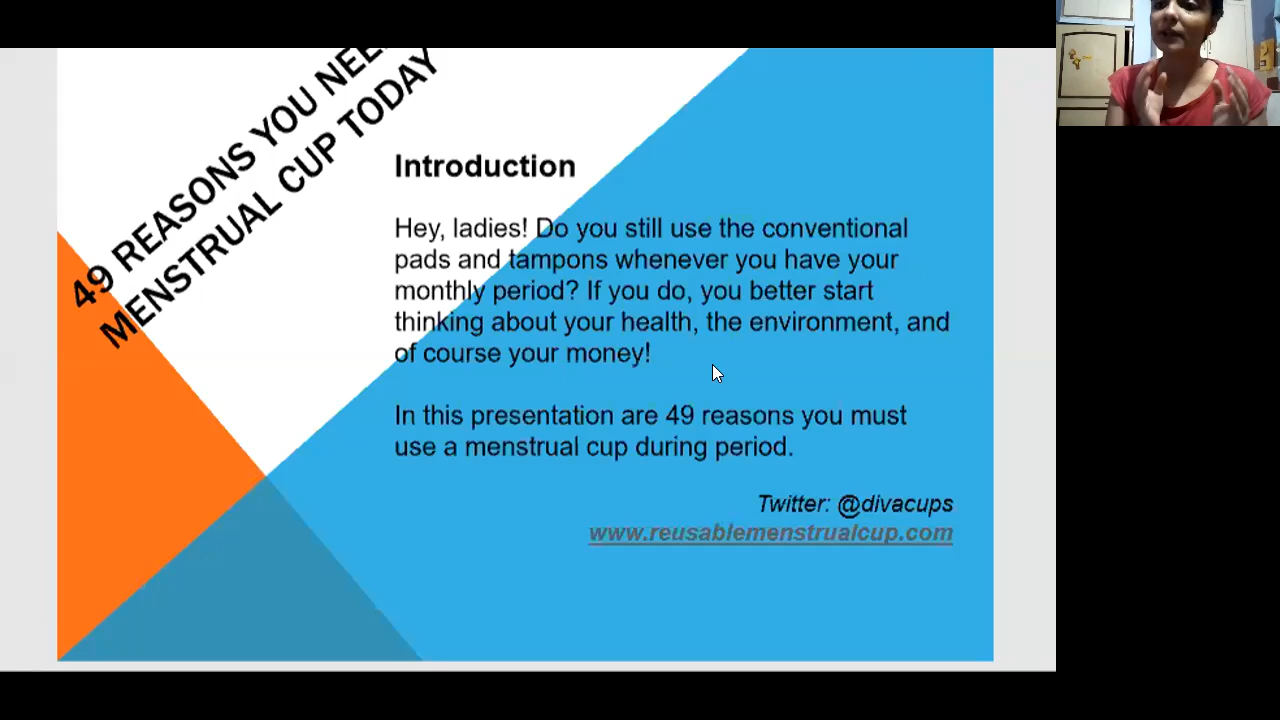 49 REASONS YOU NEE
MENSTRUAL CUP TODAY
Introduction
Hey, ladies! Do you still use the conventional
pads and tampons whenever you have your
monthly period? If you do, you better start
thinking about your health, the environment, and
of course your money!
In this presentation are 49 reasons you must
use a menstrual cup during period.
Twitter: @divacups
www.reusablemenstrualcup.com